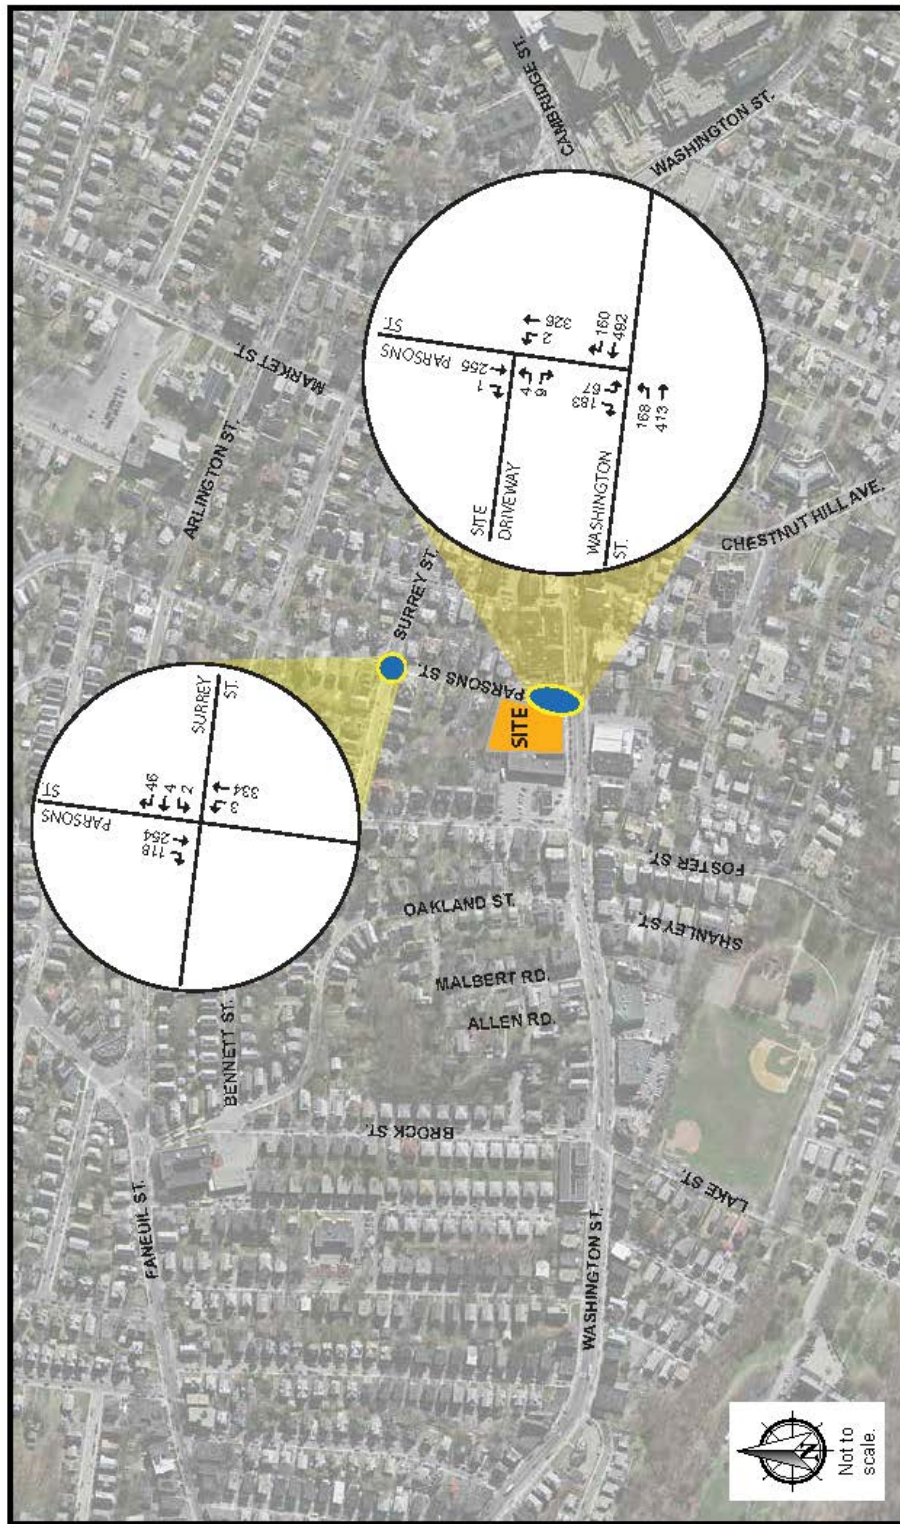 CAMBRIDGE ST.
WASHINGTON ST.
MARKET ST.
ARLINGTON ST.
SURREY ST.
PARSONS ST.
SITE
CHESTNUT HILL AVE.
PARSONS
ST.
255
1
2
326
4
6
160
492
183
67
168
413
SITE
DRIVEWAY
WASHINGTON
ST.
PARSONS
ST.
SURREY
ST.
118
254
46
4
2
3
334
FOSTER ST.
SHANLEY ST.
OAKLAND ST.
MALBERT RD.
ALLEN RD.
BENNETT ST.
BROCK ST.
LAKE ST.
FANEUIL ST.
WASHINGTON ST.
N
Not to
scale.